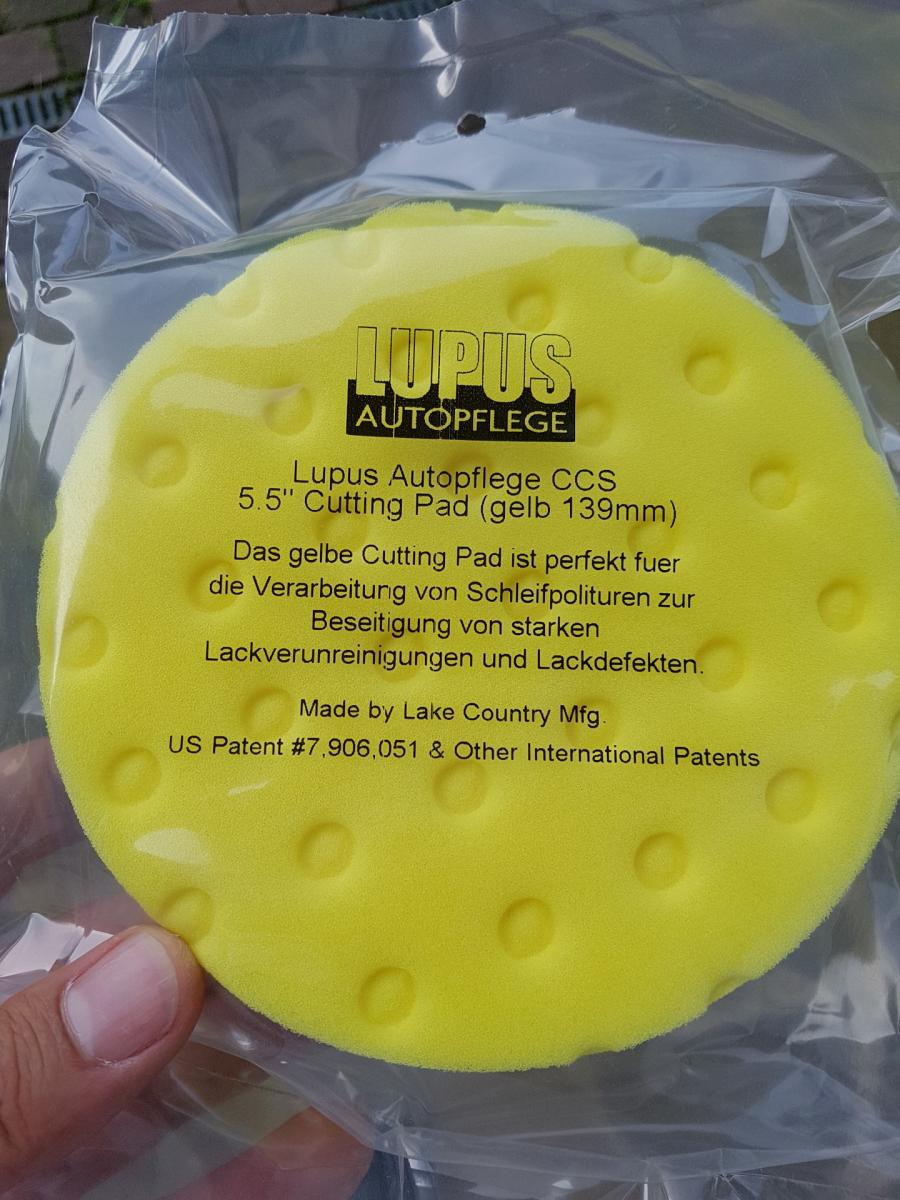 LUPUS
AUTOPFLEGE
Lupus Autopflege CCS
5.5" Cutting Pad (gelb 139mm)
Das gelbe Cutting Pad ist perfekt fuer
die Verarbeitung von Schleifpolituren zur
Beseitigung von starken
Lackverunreinigungen und Lackdefekten.
Made by Lake Country Mfg.
US Patent #7,906,051 & Other International Patents